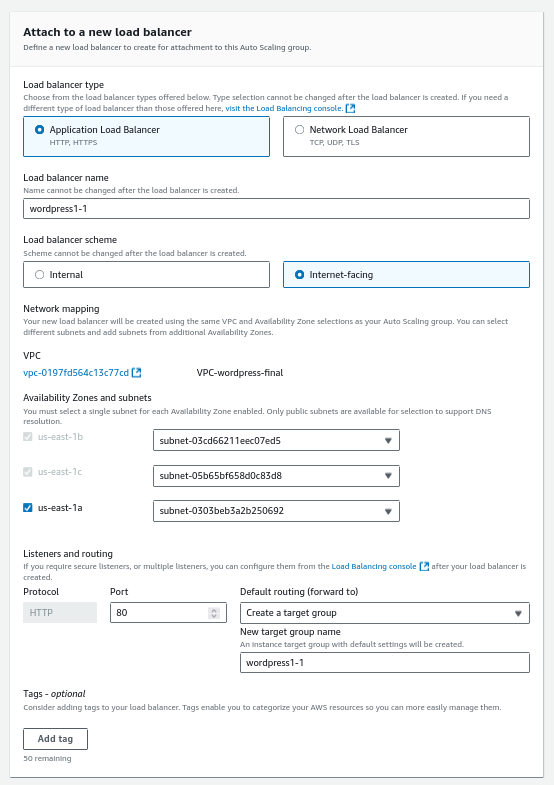 Attach to a new load balancer
Define a new load balancer to create for attachment to this Auto Scaling group.
Load balancer type
Choose from the load balancer types offered below. Type selection cannot be changed after the load balancer is created. If you need a
different type of load balancer than those offered here, visit the Load Balancing console.
Application Load Balancer
HTTP, HTTPS
Network Load Balancer
TCP, UDP, TLS
Load balancer name
Name cannot be changed after the load balancer is created.
wordpress1-1
Load balancer scheme
Scheme cannot be changed after the load balancer is created.
Internal
Internet-facing
Network mapping
Your new load balancer will be created using the same VPC and Availability Zone selections as your Auto Scaling group. You can select
different subnets and add subnets from additional Availability Zones.
VPC
vpc-0197fd564c13c77cd
VPC-wordpress-final
Availability Zones and subnets
You must select a single subnet for each Availability Zone enabled. Only public subnets are available for selection to support DNS
resolution.
us-east-1b
subnet-03cd66211eec07ed5
us-east-1c
subnet-05b65bf658d0c83d8
us-east-1a
subnet-0303beb3a2b250692
Listeners and routing
If you require secure listeners, or multiple listeners, you can configure them from the Load Balancing console after your load balancer is
created.
Protocol
Port
Default routing (forward to)
HTTP
80
Create a target group
New target group name
An instance target group with default settings will be created.
wordpress1-1
Tags - optional
Consider adding tags to your load balancer. Tags enable you to categorize your AWS resources so you can more easily manage them.
Add tag
50 remaining